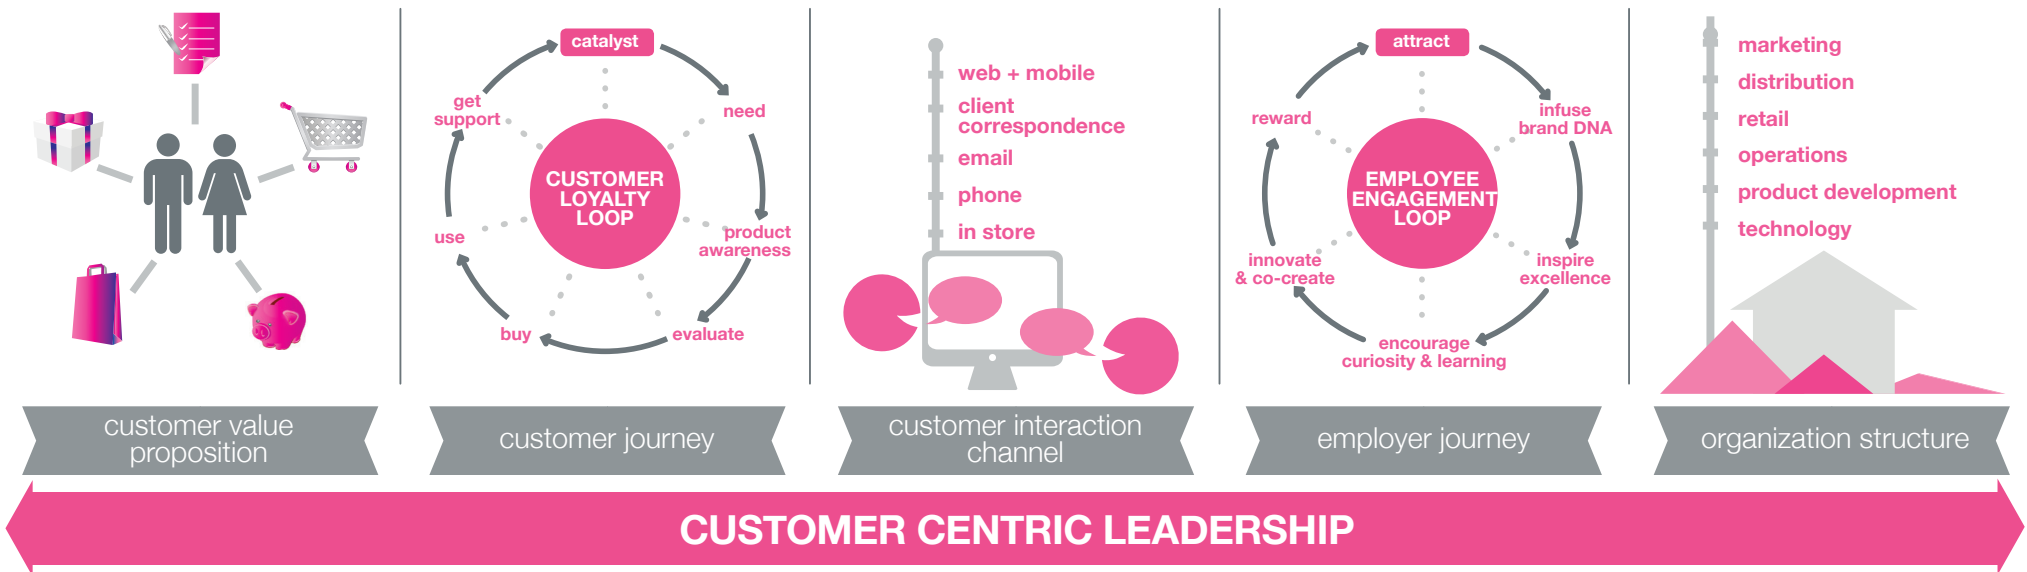 catalyst
need
product
awareness
evaluate
buy
use
get
support
CUSTOMER
LOYALTY
LOOP
web + mobile
client
correspondence
email
phone
in store
attract
infuse
brand DNA
inspire
excellence
encourage
curiosity & learning
innovate
& co-create
reward
EMPLOYEE
ENGAGEMENT
LOOP
marketing
distribution
retail
operations
product development
technology
customer value
proposition
customer journey
customer interaction
channel
employer journey
organization structure
CUSTOMER CENTRIC LEADERSHIP